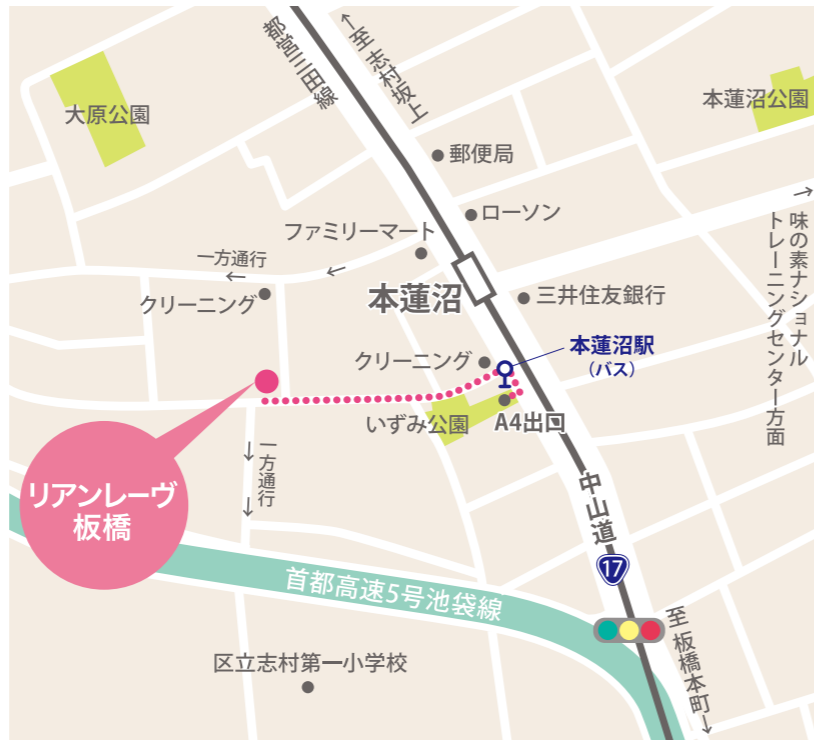 都営三田線
←至志村坂上
大原公園
本蓮沼公園
郵便局
ローソン
ファミリーマート
一方通行
←
←
クリーニング
本蓮沼
三井住友銀行
→
味の素ナショナル
トレーニングセンター方面
クリーニング
本蓮沼駅
(バス)
いずみ公園
A4出口
一方通行
→
→
リアンレーヴ
板橋
中山道
17
首都高速5号池袋線
至板橋本町→
区立志村第一小学校